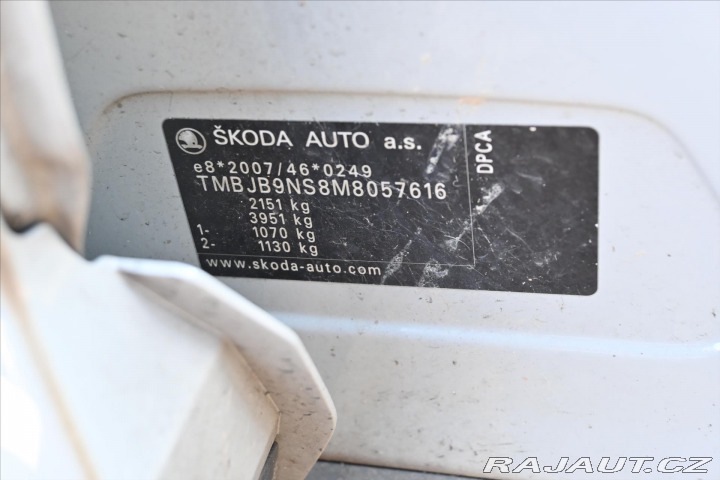 ŠKODA AUTO a.s.
e8*2007/46*0249
TMBJB9NS8M8057616
2151 kg
3951 kg
1- 1070 kg
2- 1130 kg
www.skoda-auto.com
DPCA
RAJAUT.CZ